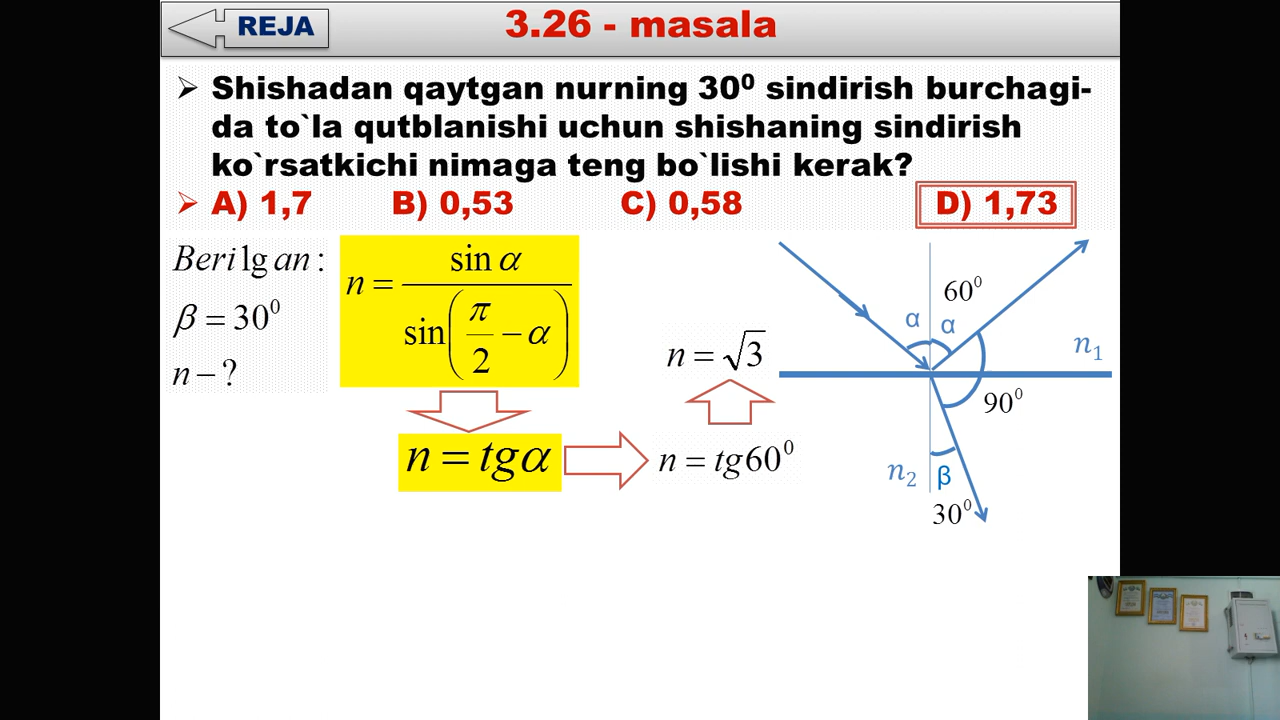 REJA
3.26 - masala
Shishadan qaytgan nurning 30⁰ sindirish burchagi-
da to`la qutblanishi uchun shishaning sindirish
ko`rsatkichi nimaga teng bo`lishi kerak?
A) 1,7 B) 0,53 C) 0,58 D) 1,73
Berilgan:
β = 30⁰
n − ?
n = sin α / sin(π/2 − α)
n = tgα
n = tg60⁰
n = √3
60⁰
α α
n₁
90⁰
n₂ β
30⁰